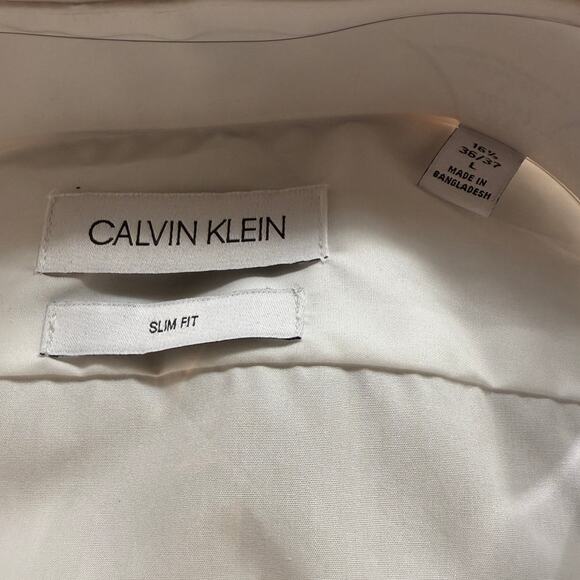 CALVIN KLEIN
SLIM FIT
16½
36/37
L
MADE IN
BANGLADESH